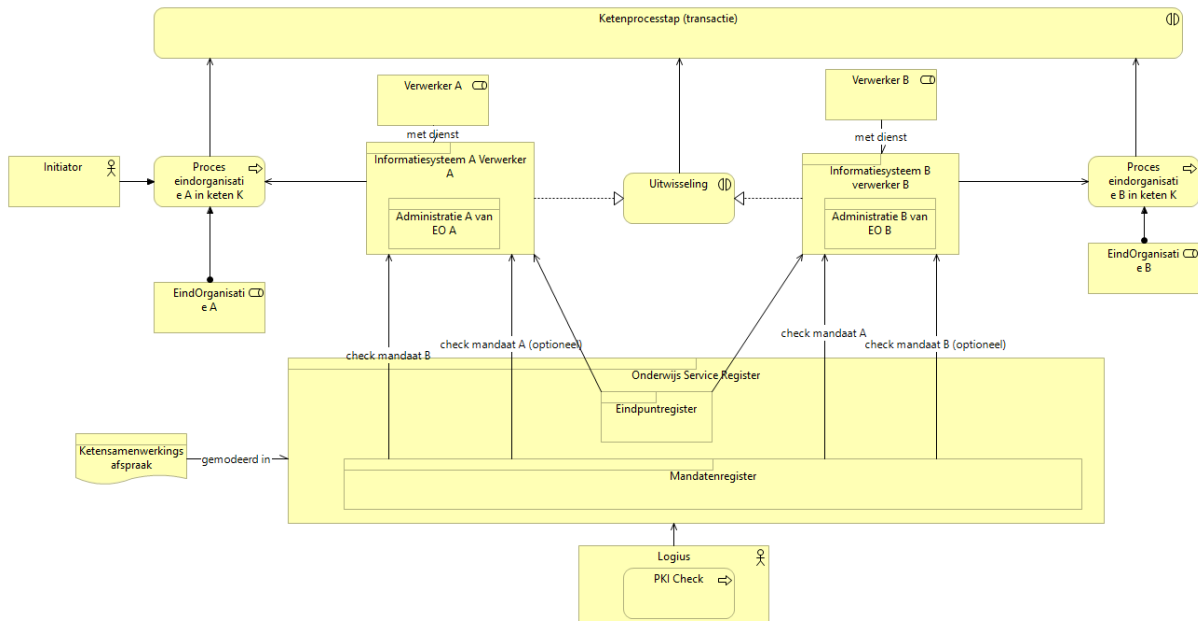 Ketenprocesstap (transactie)
Verwerker A
Verwerker B
met dienst
met dienst
Initiator
Proces
eindorganisati
e A in keten K
Informatiesysteem A Verwerker
A
Administratie A van
EO A
Uitwisseling
Informatiesysteem B
verwerker B
Administratie B van
EO B
Proces
eindorganisati
e B in keten K
EindOrganisati
e A
EindOrganisati
e B
check mandaat B
check mandaat A (optioneel)
check mandaat A
check mandaat B (optioneel)
Onderwijs Service Register
Eindpuntregister
Ketensamenwerkings
afspraak
gemodeerd in
Mandatenregister
Logius
PKI Check